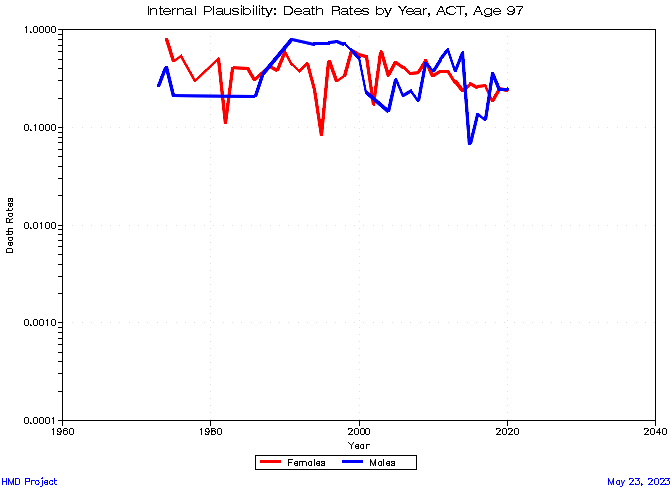 Internal Plausibility: Death Rates by Year, ACT, Age 97
1.0000
0.1000
0.0100
0.0010
0.0001
Death Rates
1960
1980
2000
2020
2040
Year
Females
Males
HMD Project
May 23, 2023